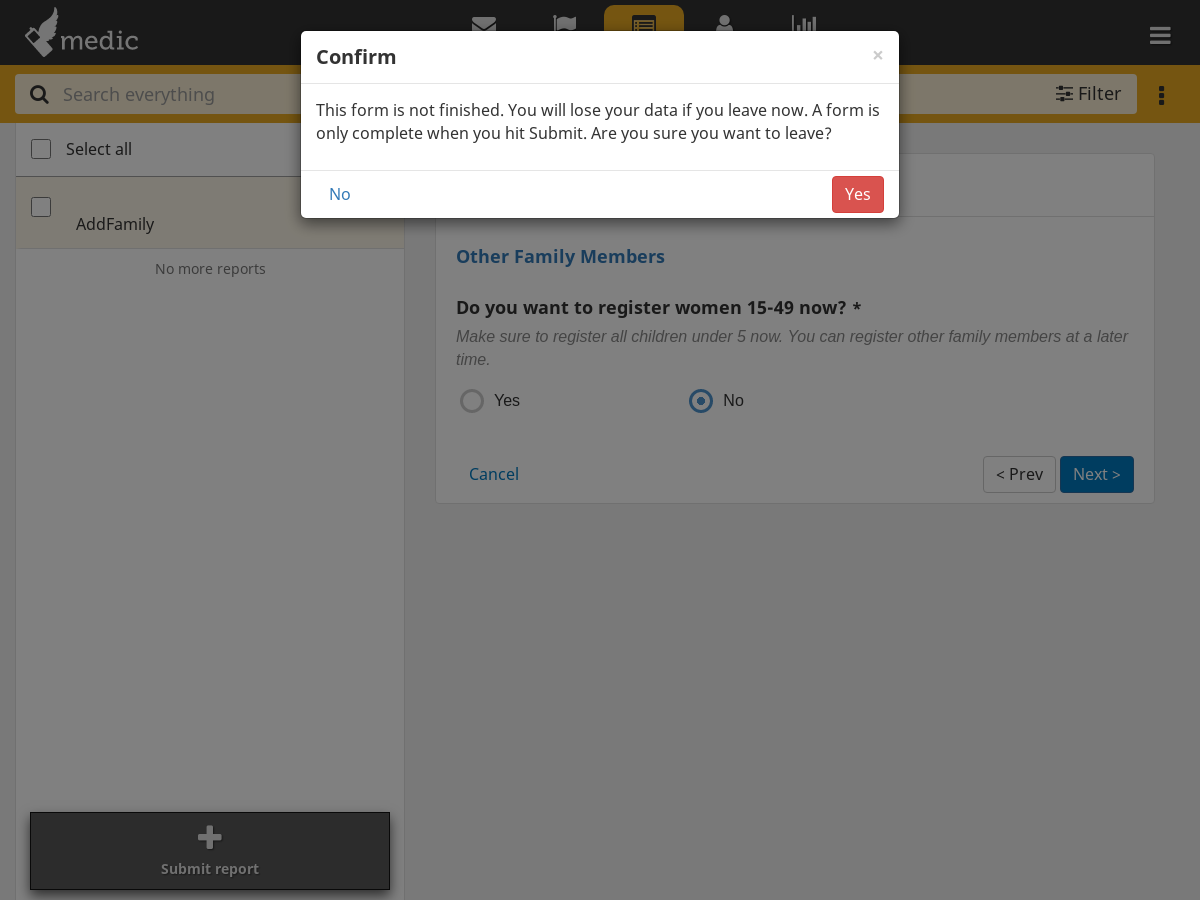 medic
Confirm
×
This form is not finished. You will lose your data if you leave now. A form is
only complete when you hit Submit. Are you sure you want to leave?
No
Yes
Search everything
Filter
Select all
AddFamily
No more reports
Other Family Members
Do you want to register women 15-49 now? *
Make sure to register all children under 5 now. You can register other family members at a later
time.
Yes
No
Cancel
< Prev
Next >
Submit report